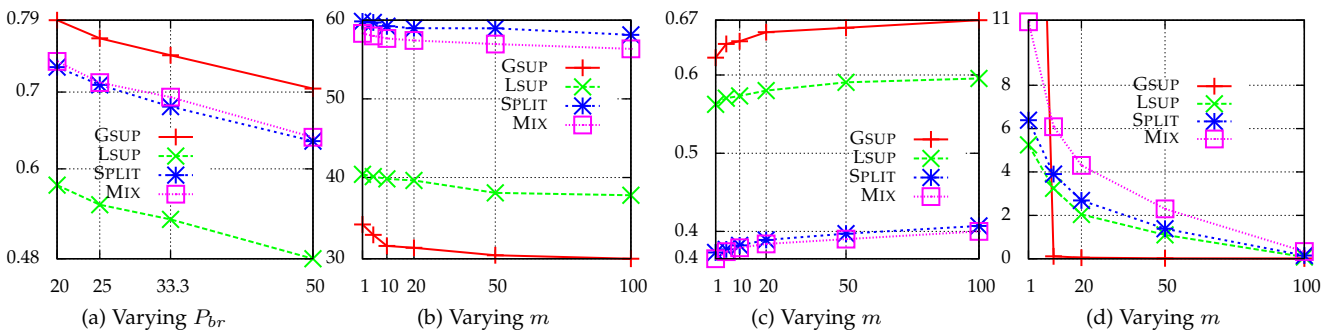 0.79
0.7
0.6
0.48
20
25
33.3
50
GSUP
LSUP
SPLIT
MIX
(a) Varying P_br
60
50
40
30
1
10
20
50
100
GSUP
LSUP
SPLIT
MIX
(b) Varying m
0.67
0.6
0.5
0.4
0.4
1
10
20
50
100
GSUP
LSUP
SPLIT
MIX
(c) Varying m
11
8
6
4
2
0
1
20
50
100
GSUP
LSUP
SPLIT
MIX
(d) Varying m